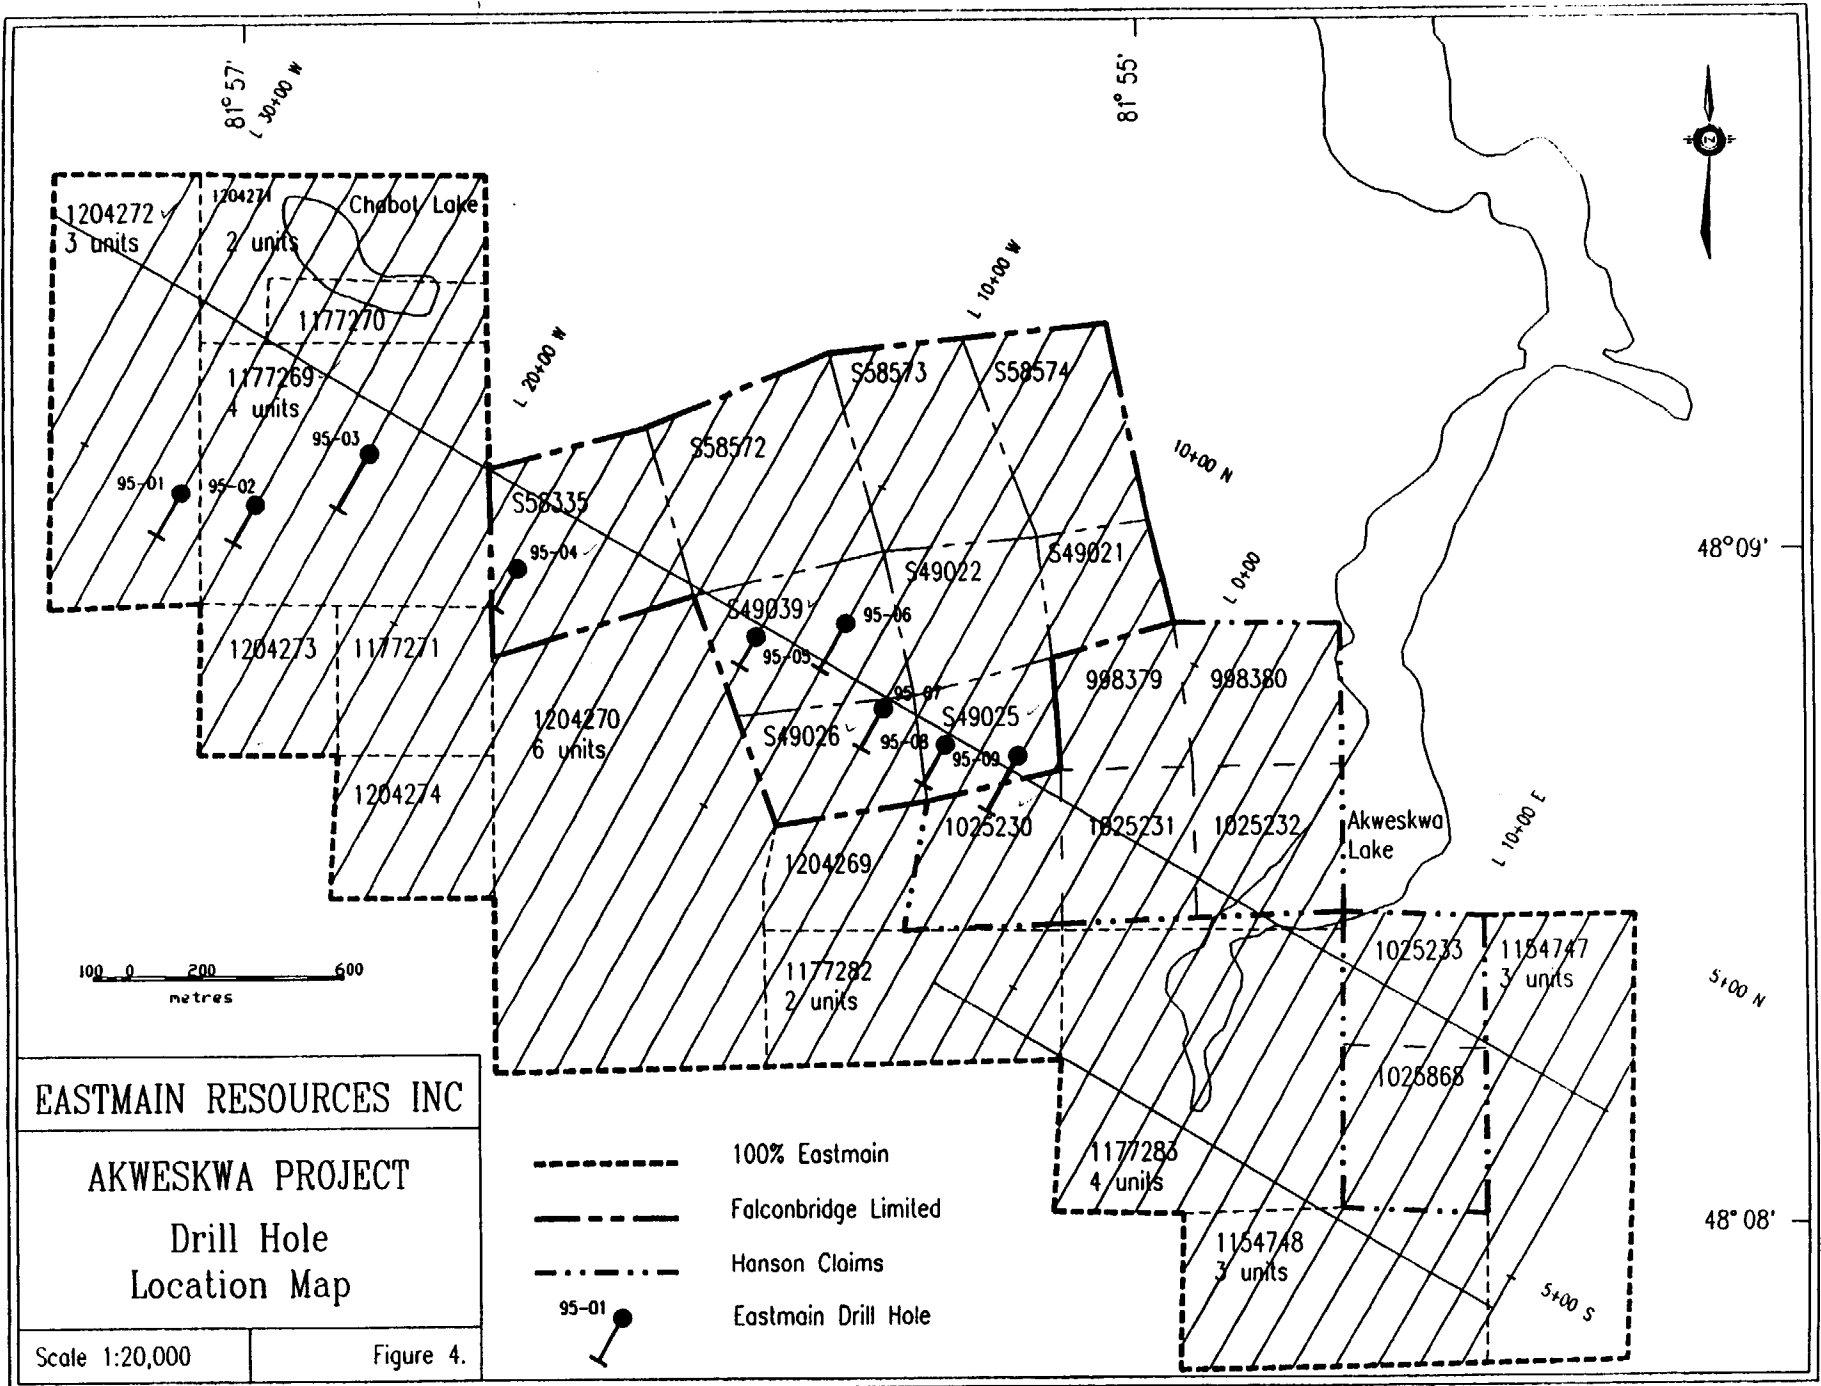 81° 57'
L 30+00 W
81° 55'
1204272
3 units
1204271
2 units
Chabot Lake
1177270
1177269
4 units
L 20+00 W
L 10+00 W
S58573
S58574
S58572
S58335
10+00 N
95-01
95-02
95-03
95-04
S49022
S49021
48°09'
L 0+00
S49039
95-06
95-05
1204273
1177271
998379
998380
1204270
6 units
95-07
S49025
S49026
95-08
95-09
1204274
1025230
1025231
1025232
Akweskwa
Lake
L 10+00 E
1204269
1177282
2 units
1025233
1154747
3 units
5+00 N
100 0 200 600
metres
1025868
1177283
4 units
1154748
3 units
48° 08'
5+00 S
EASTMAIN RESOURCES INC
AKWESKWA PROJECT
Drill Hole
Location Map
Scale 1:20,000
Figure 4.
100% Eastmain
Falconbridge Limited
Hanson Claims
95-01
Eastmain Drill Hole